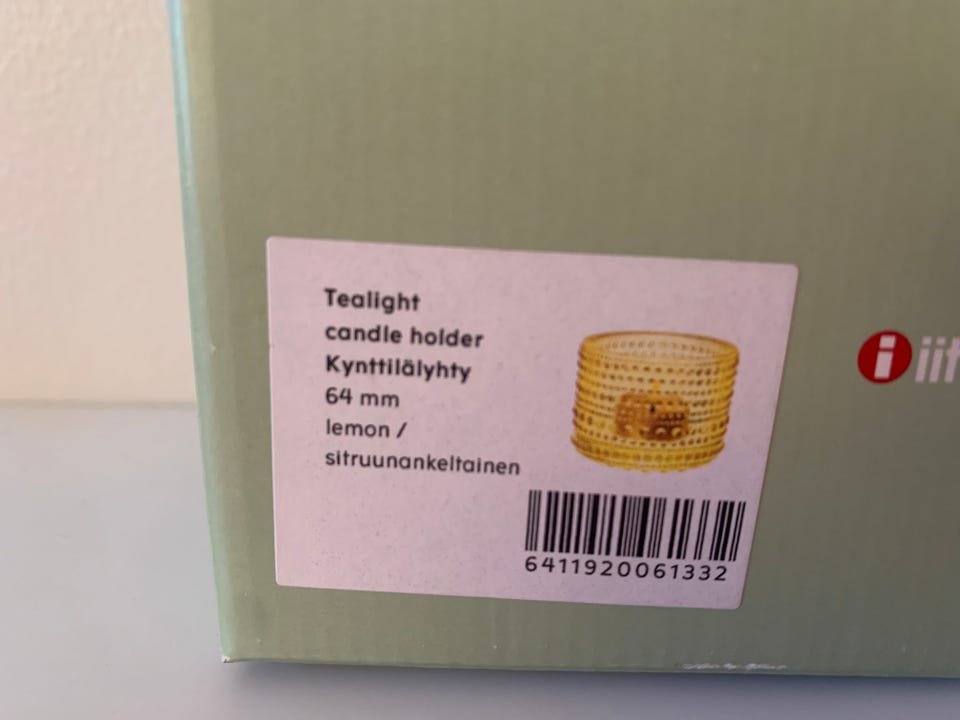 Tealight
candle holder
Kynttilälyhty
64 mm
lemon /
sitruunankeltainen
6411920061332
i